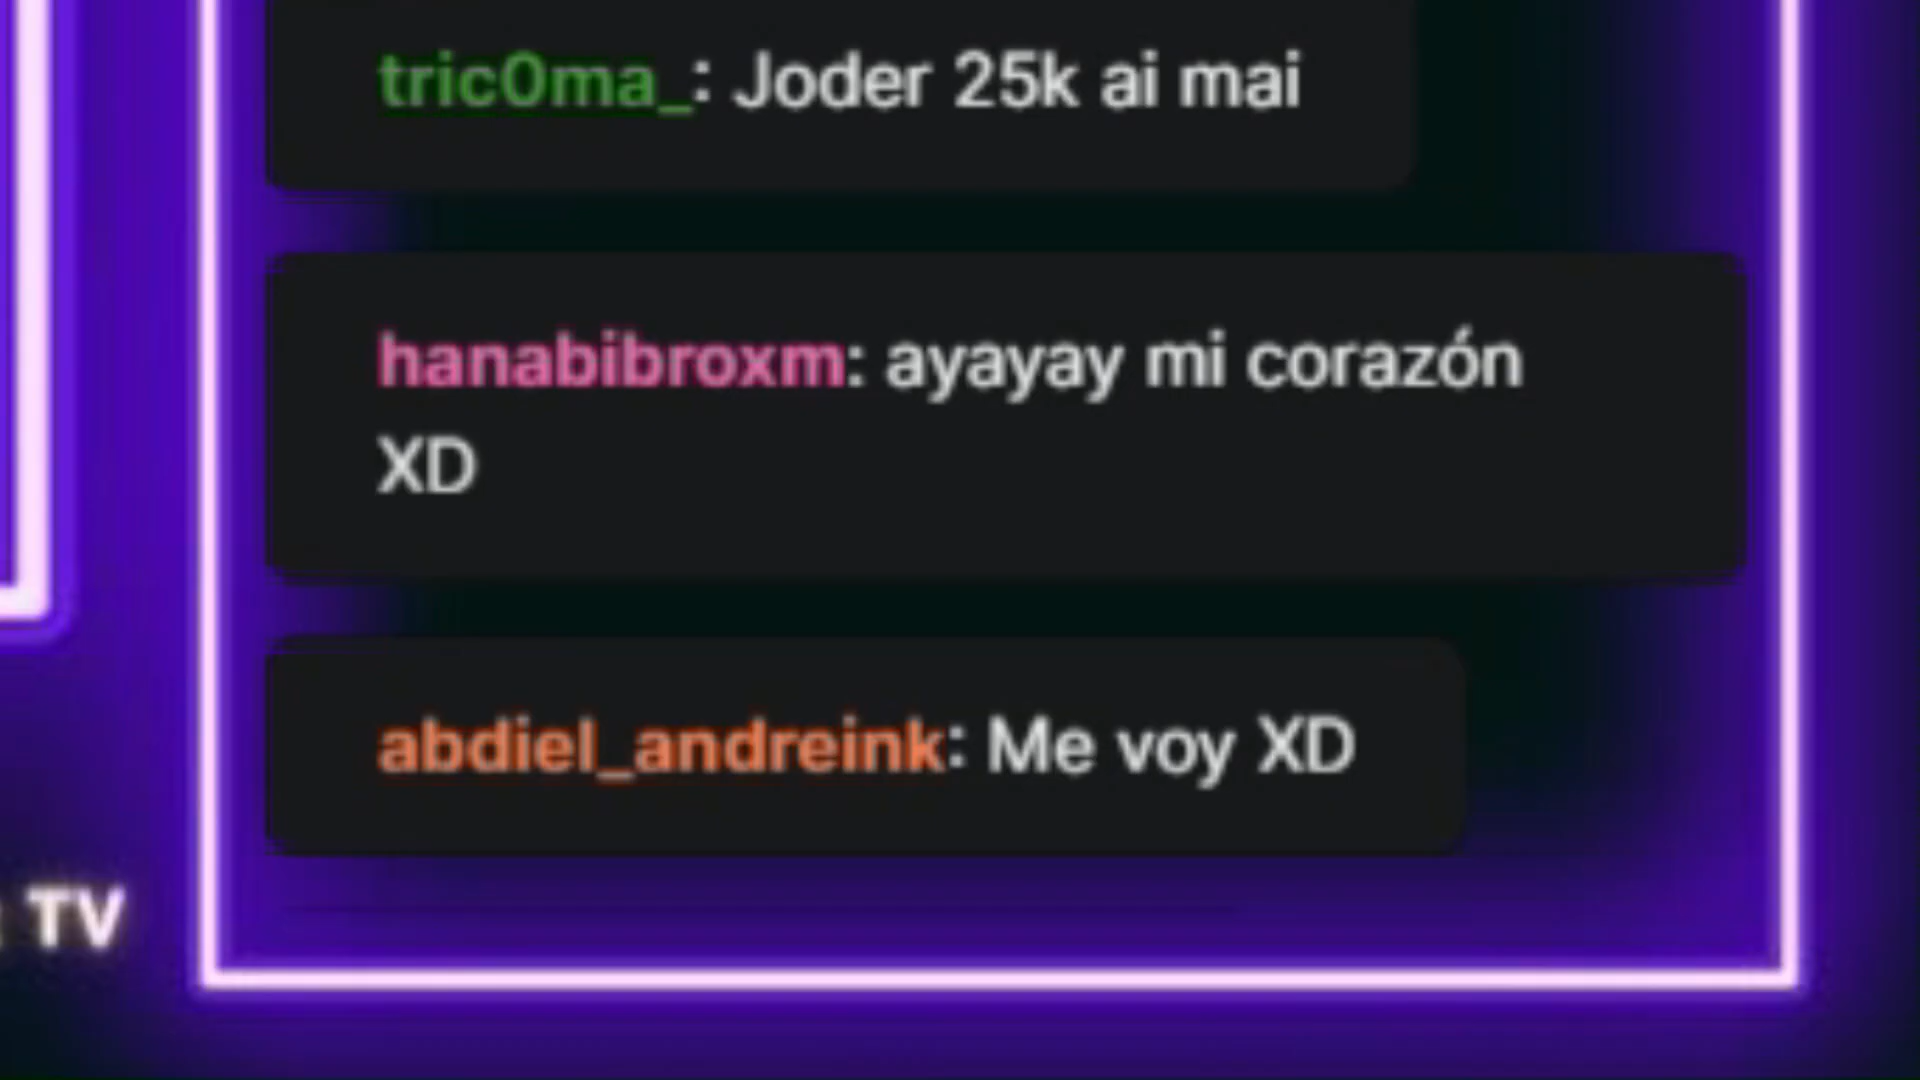 tric0ma_: Joder 25k ai mai
hanabibroxm: ayayay mi corazón
XD
abdiel_andreink: Me voy XD
TV